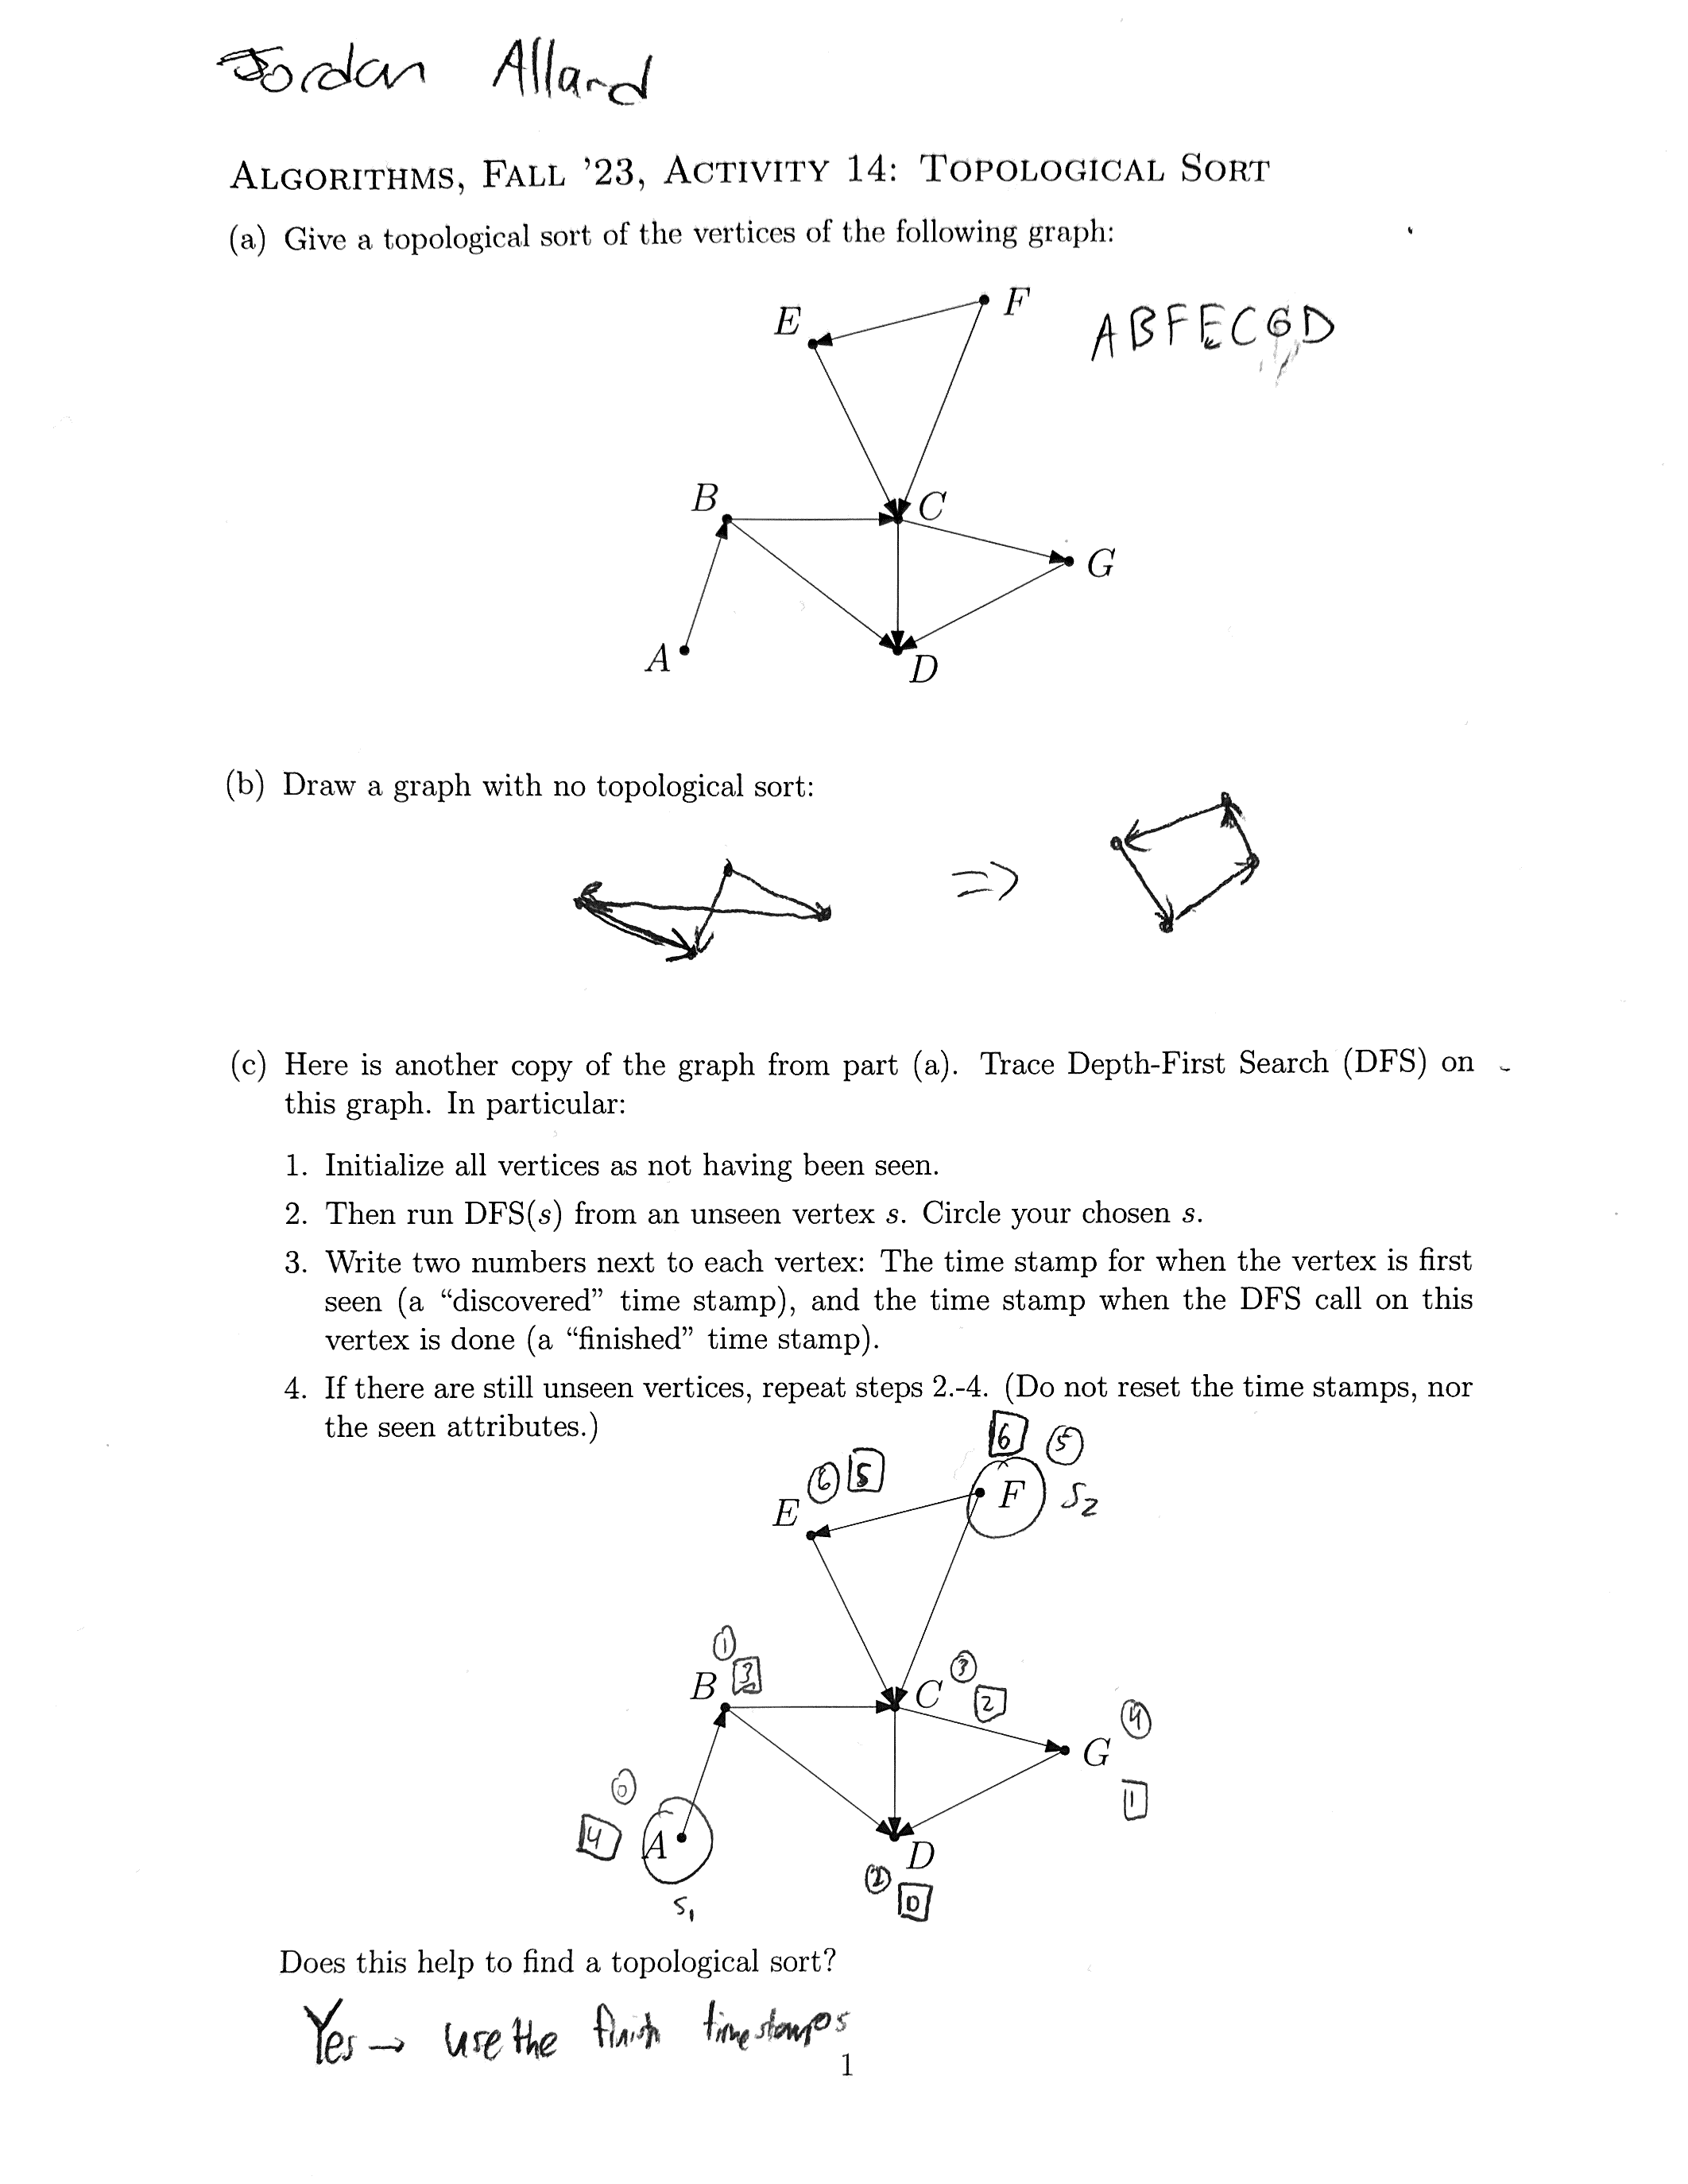 Jordan Allard
ALGORITHMS, FALL '23, ACTIVITY 14: TOPOLOGICAL SORT
(a) Give a topological sort of the vertices of the following graph:
F
E
ABFECGD
B
C
G
A
D
(b) Draw a graph with no topological sort:
⇒
(c) Here is another copy of the graph from part (a). Trace Depth-First Search (DFS) on
this graph. In particular:
1. Initialize all vertices as not having been seen.
2. Then run DFS(s) from an unseen vertex s. Circle your chosen s.
3. Write two numbers next to each vertex: The time stamp for when the vertex is first
seen (a “discovered” time stamp), and the time stamp when the DFS call on this
vertex is done (a “finished” time stamp).
4. If there are still unseen vertices, repeat steps 2.-4. (Do not reset the time stamps, nor
the seen attributes.)
6 5
6 5
E
F S2
1
B 3
3
C 2
4
G
1
0
4 A
S1
D
2 0
Does this help to find a topological sort?
Yes → use the finish timestamps
1